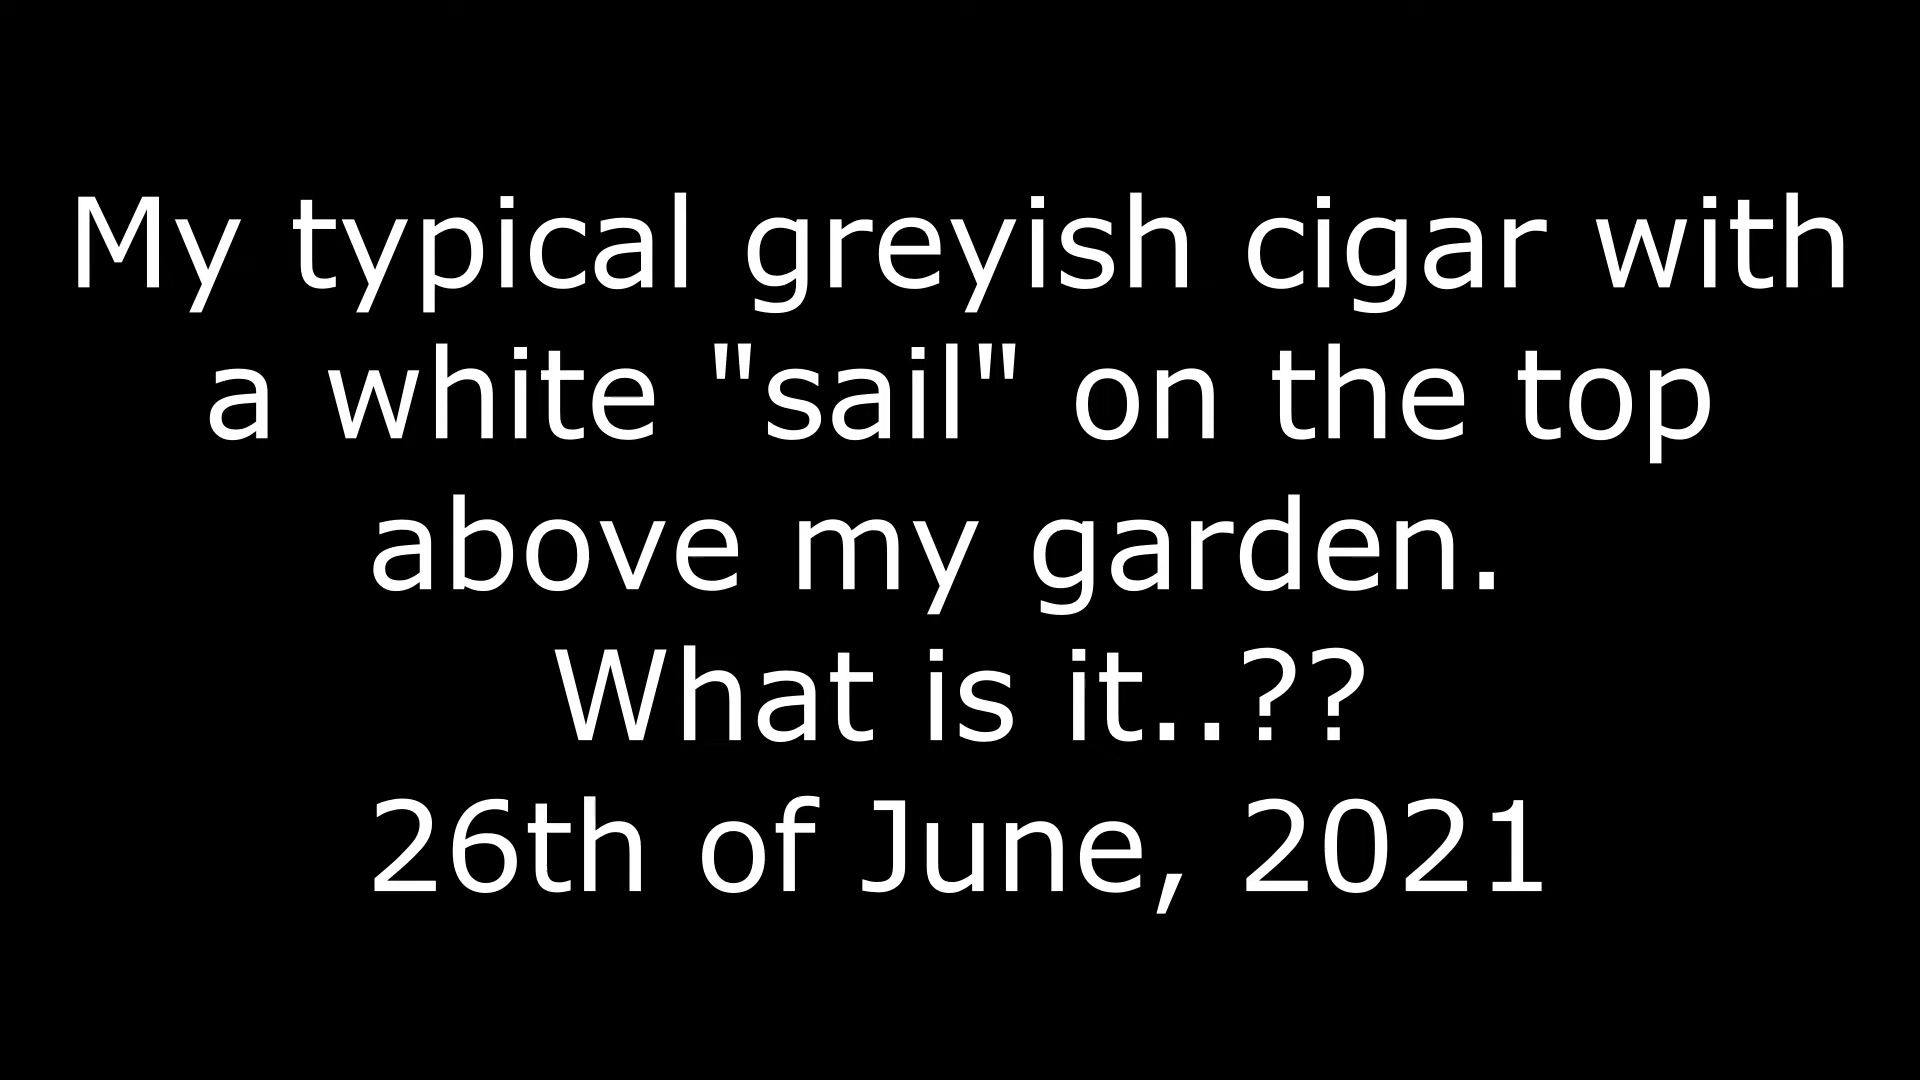 My typical greyish cigar with
a white "sail" on the top
above my garden.
What is it..??
26th of June, 2021